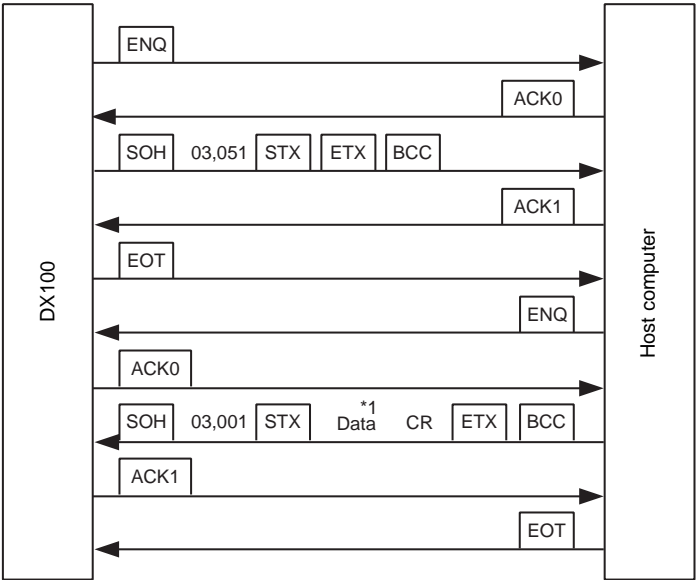 DX100
ENQ
ACK0
SOH 03,051 STX ETX BCC
ACK1
EOT
ENQ
ACK0
*1
SOH 03,001 STX Data CR ETX BCC
ACK1
EOT
Host computer